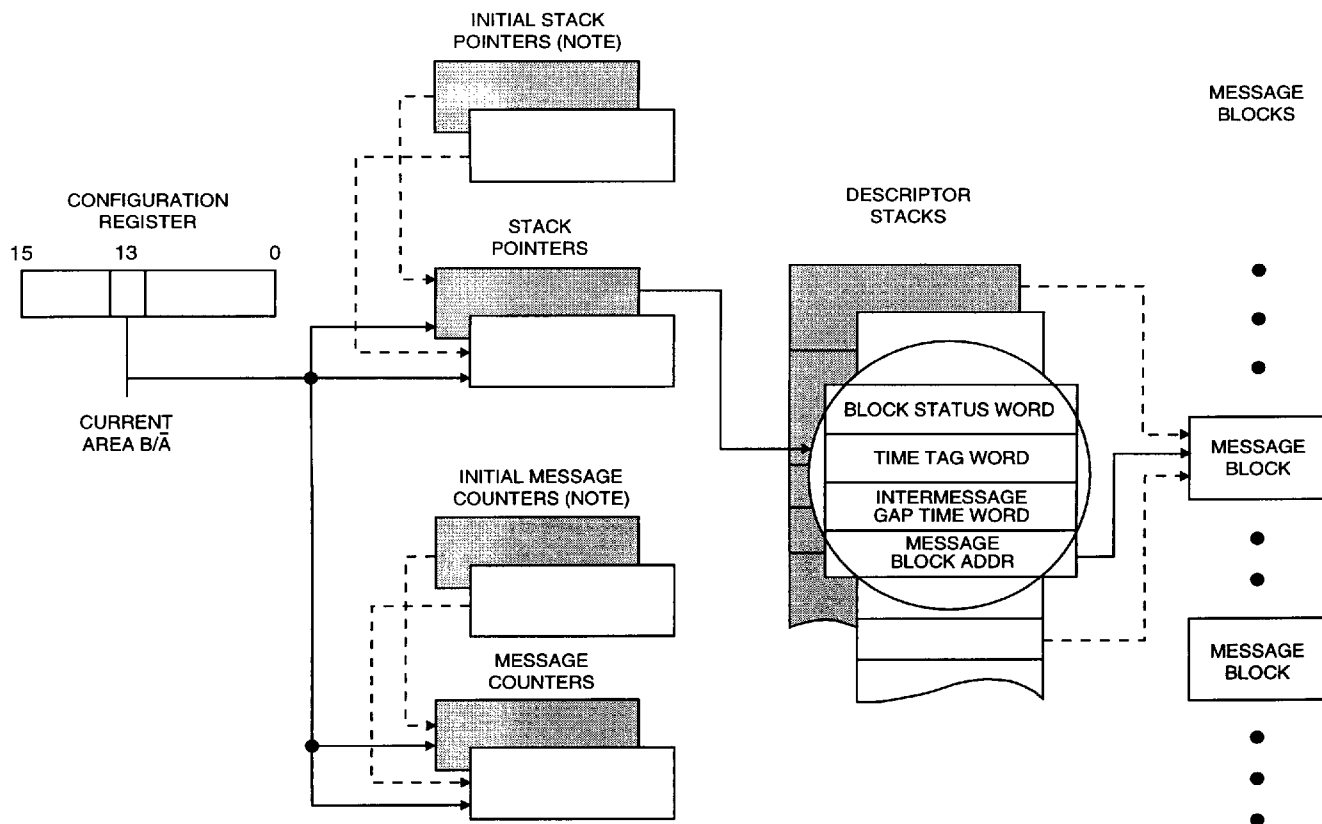 INITIAL STACK
POINTERS (NOTE)
MESSAGE
BLOCKS
CONFIGURATION
REGISTER
15 13 0
STACK
POINTERS
DESCRIPTOR
STACKS
CURRENT
AREA B/A̅
BLOCK STATUS WORD
TIME TAG WORD
INTERMESSAGE
GAP TIME WORD
MESSAGE
BLOCK ADDR
MESSAGE
BLOCK
INITIAL MESSAGE
COUNTERS (NOTE)
MESSAGE
BLOCK
MESSAGE
COUNTERS